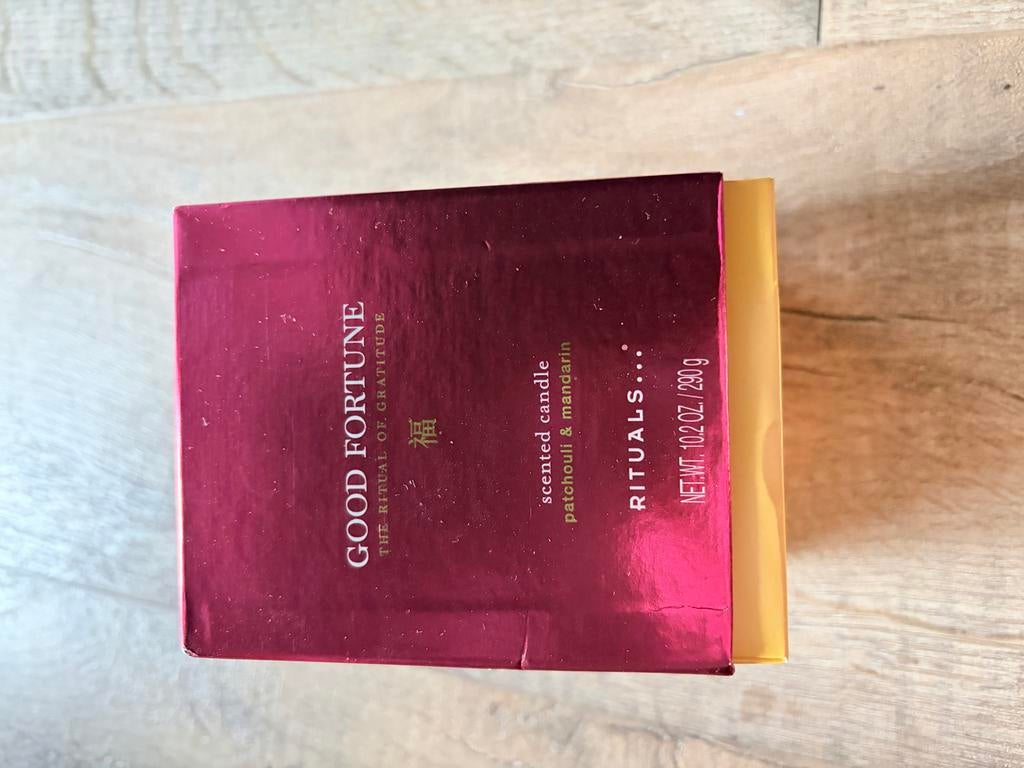 GOOD FORTUNE
THE RITUAL OF GRATITUDE
福
scented candle
patchouli & mandarin
RITUALS...
NET.WT. 10.2 OZ / 290 g